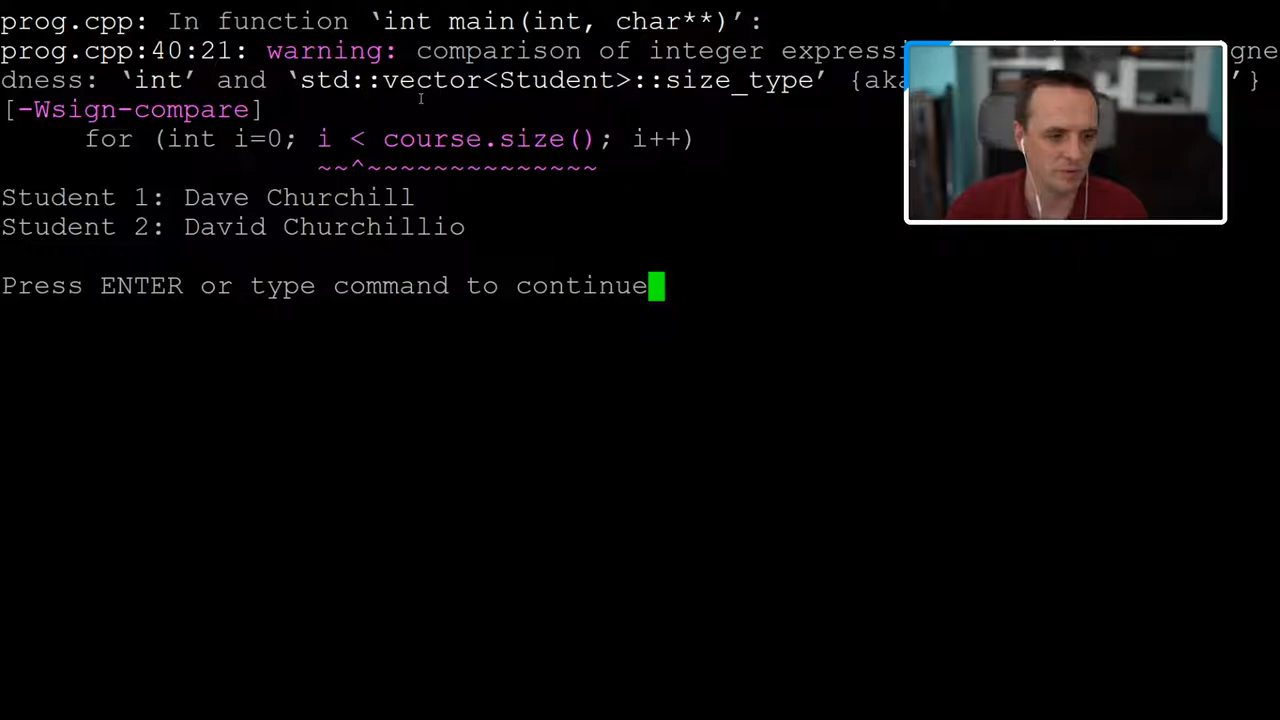 prog.cpp: In function ‘int main(int, char**)’:
prog.cpp:40:21: warning: comparison of integer expressi gne
dness: ‘int’ and ‘std::vector<Student>::size_type’ {aka ’}
[-Wsign-compare]
for (int i=0; i < course.size(); i++)
~~^~~~~~~~~~~~~~~
Student 1: Dave Churchill
Student 2: David Churchillio
Press ENTER or type command to continue